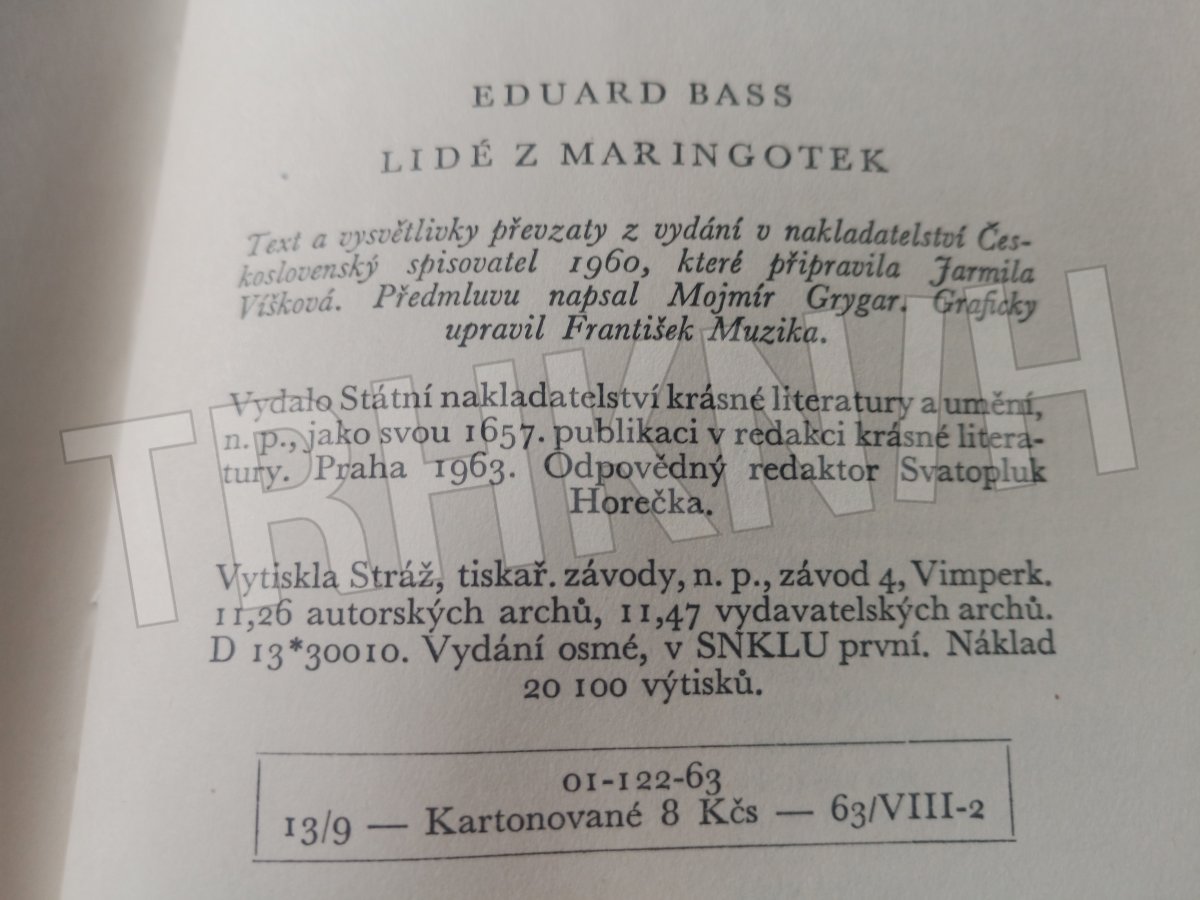 EDUARD BASS
LIDÉ Z MARINGOTEK
Text a vysvětlivky převzaty z vydání v nakladatelství Čes-
koslovenský spisovatel 1960, které připravila Jarmila
Víšková. Předmluvu napsal Mojmír Grygar. Graficky
upravil František Muzika.
Vydalo Státní nakladatelství krásné literatury a umění,
n. p., jako svou 1657. publikaci v redakci krásné litera-
tury. Praha 1963. Odpovědný redaktor Svatopluk
Horečka.
Vytiskla Stráž, tiskař. závody, n. p., závod 4, Vimperk.
11,26 autorských archů, 11,47 vydavatelských archů.
D 13*30010. Vydání osmé, v SNKLU první. Náklad
20 100 výtisků.
01-122-63
13/9 — Kartonované 8 Kčs — 63/VIII-2
TRHKNIH